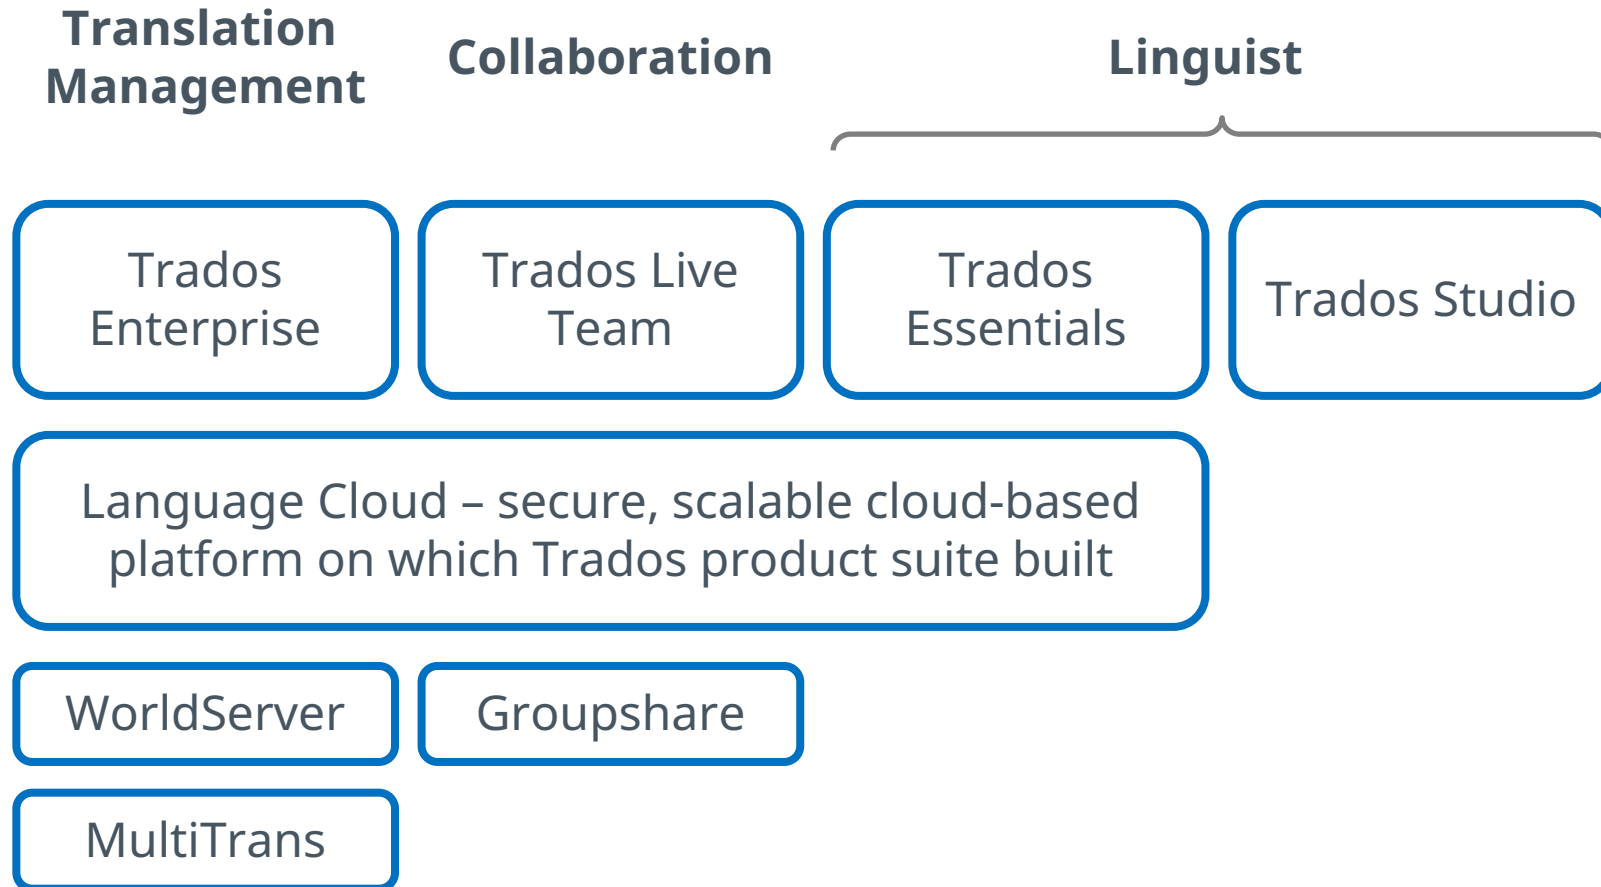 Translation
Management
Collaboration
Linguist
Trados
Enterprise
Trados Live
Team
Trados
Essentials
Trados Studio
Language Cloud – secure, scalable cloud-based
platform on which Trados product suite built
WorldServer
Groupshare
MultiTrans